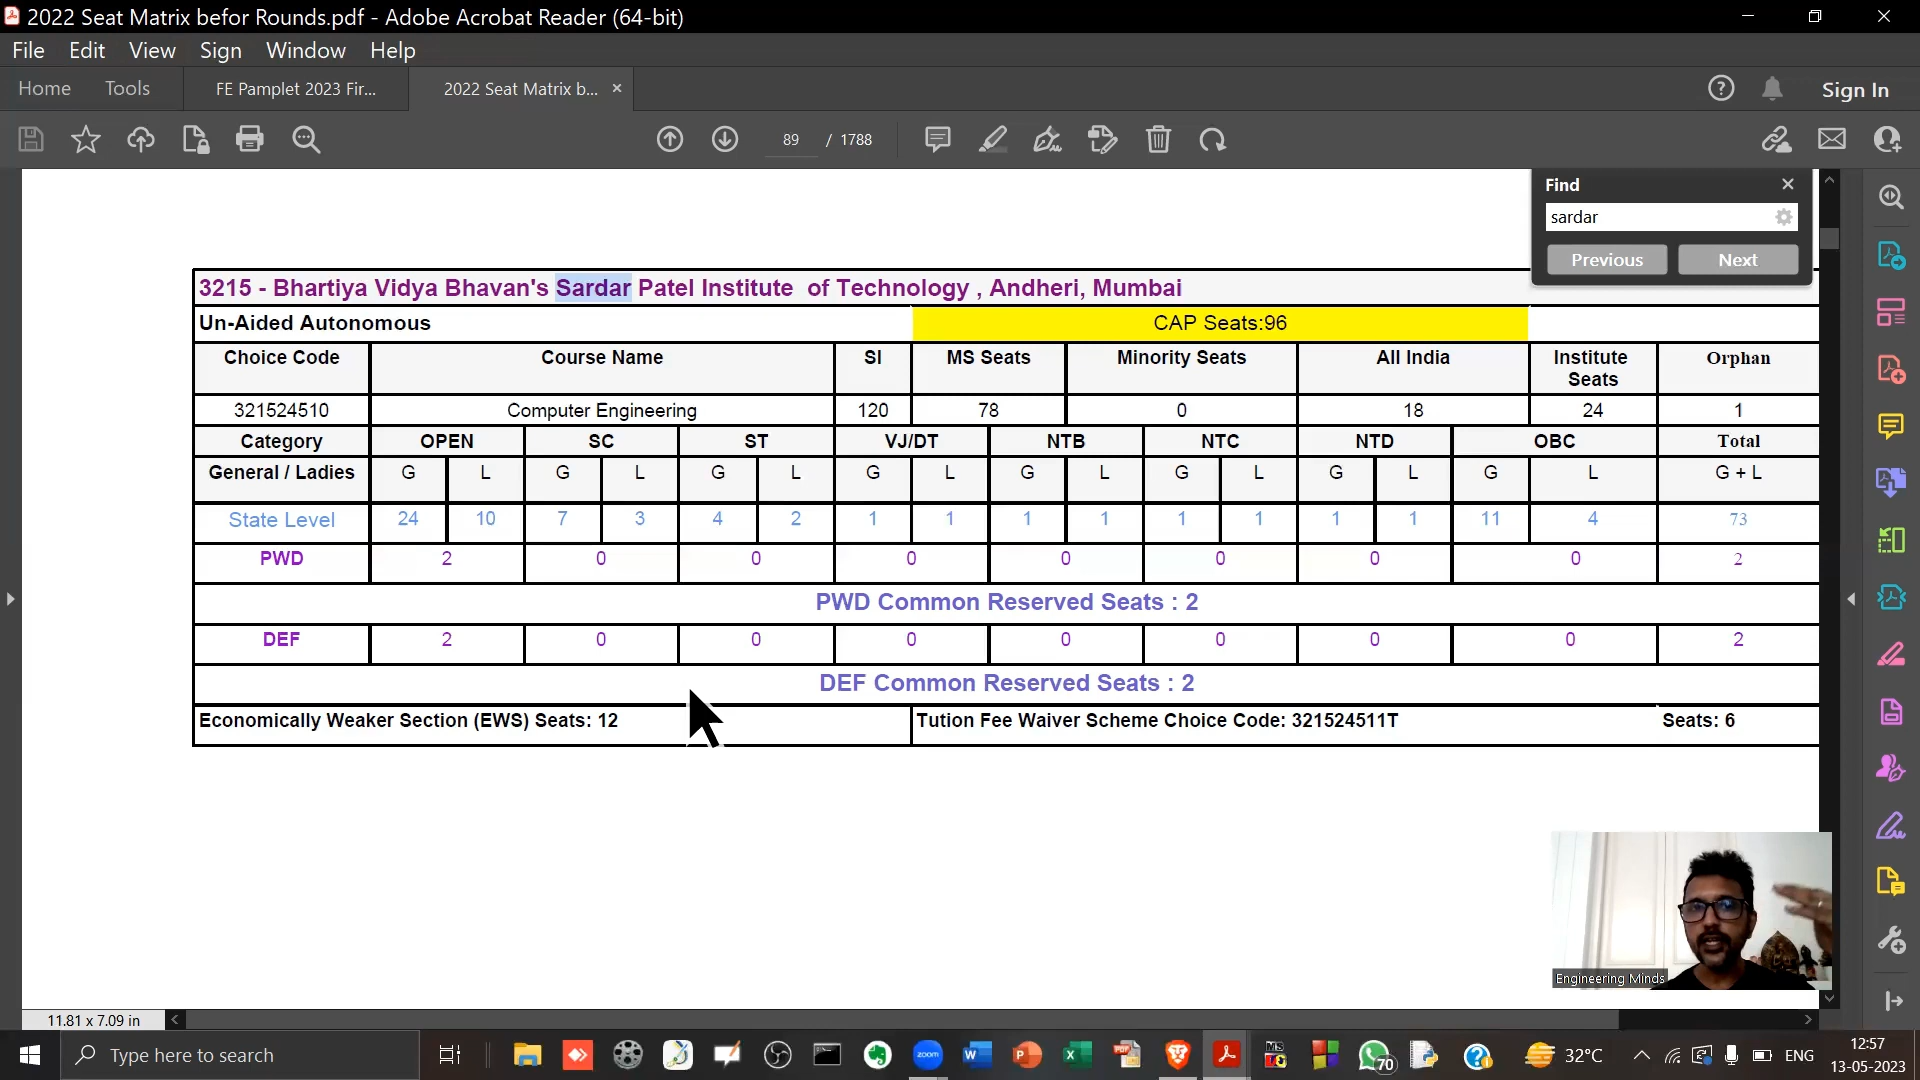 2022 Seat Matrix befor Rounds.pdf - Adobe Acrobat Reader (64-bit)
File Edit View Sign Window Help
Home Tools FE Pamplet 2023 Fir... 2022 Seat Matrix b... × Sign In
89 / 1788
Find
sardar
Previous Next
3215 - Bhartiya Vidya Bhavan's Sardar Patel Institute of Technology , Andheri, Mumbai
Un-Aided Autonomous CAP Seats:96
Choice Code Course Name SI MS Seats Minority Seats All India Institute Seats Orphan
321524510 Computer Engineering 120 78 0 18 24 1
Category OPEN SC ST VJ/DT NTB NTC NTD OBC Total
General / Ladies G L G L G L G L G L G L G L G L G + L
State Level 24 10 7 3 4 2 1 1 1 1 1 1 1 1 11 4 73
PWD 2 0 0 0 0 0 0 0 2
PWD Common Reserved Seats : 2
DEF 2 0 0 0 0 0 0 0 2
DEF Common Reserved Seats : 2
Economically Weaker Section (EWS) Seats: 12 Tution Fee Waiver Scheme Choice Code: 321524511T Seats: 6
Engineering Minds
11.81 x 7.09 in
Type here to search zoom 70 32°C ENG 12:57
13-05-2023